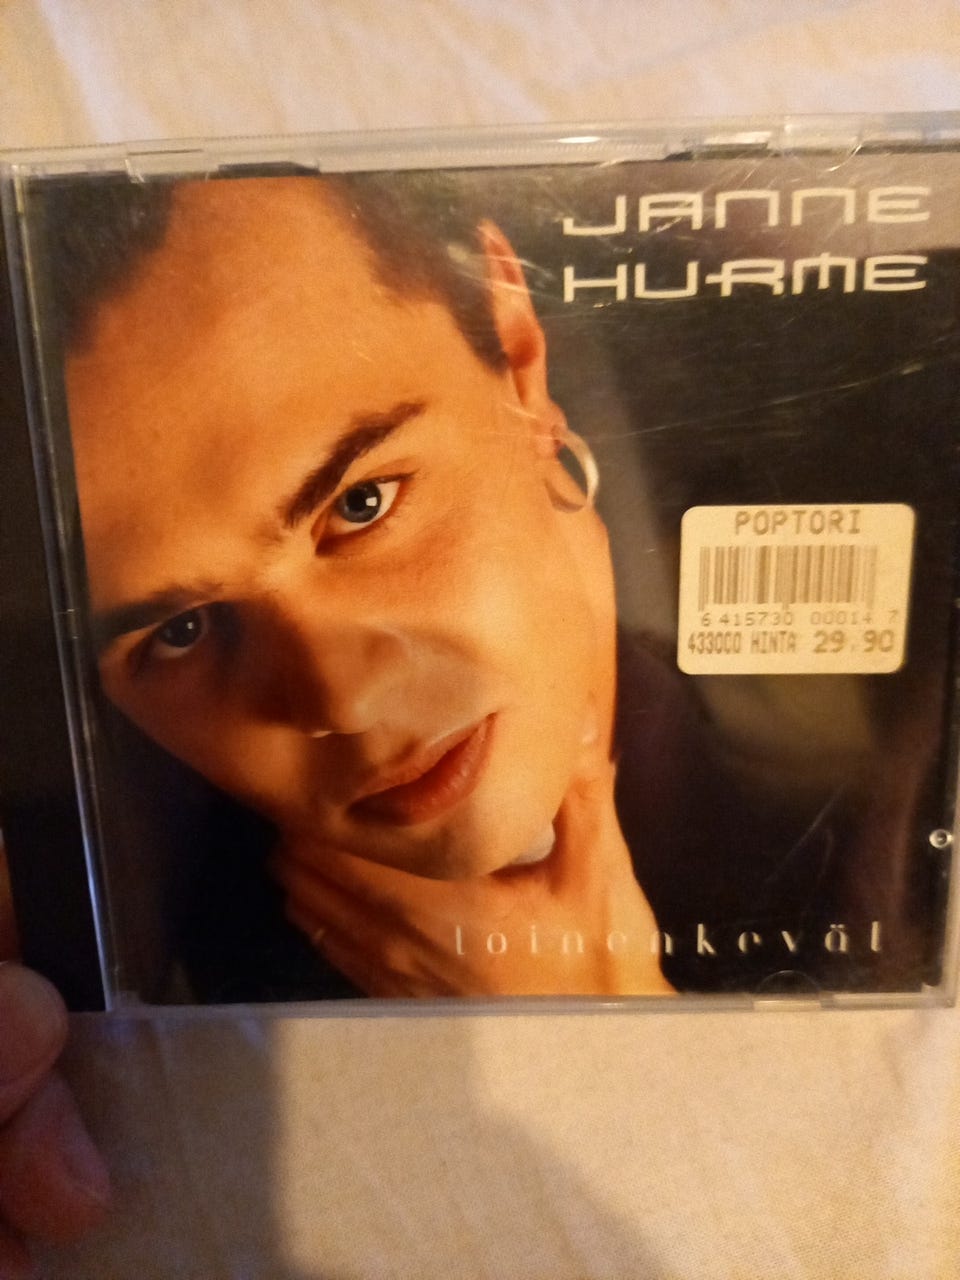 JANNE
HURME
POPTORI
6 415730 00014 7
433000 HINTA 29.90
toinenkevät